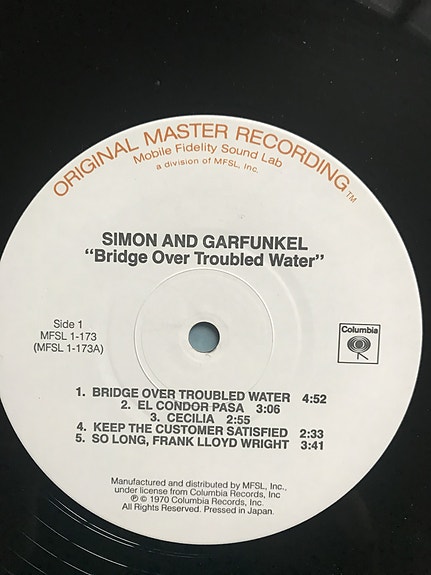 ORIGINAL MASTER RECORDING™
Mobile Fidelity Sound Lab
a division of MFSL, Inc.
SIMON AND GARFUNKEL
"Bridge Over Troubled Water"
Side 1
MFSL 1-173
(MFSL 1-173A)
Columbia
1. BRIDGE OVER TROUBLED WATER 4:52
2. EL CONDOR PASA 3:06
3. CECILIA 2:55
4. KEEP THE CUSTOMER SATISFIED 2:33
5. SO LONG, FRANK LLOYD WRIGHT 3:41
Manufactured and distributed by MFSL, Inc.,
under license from Columbia Records, Inc
℗ © 1970 Columbia Records, Inc.
All Rights Reserved. Pressed in Japan.